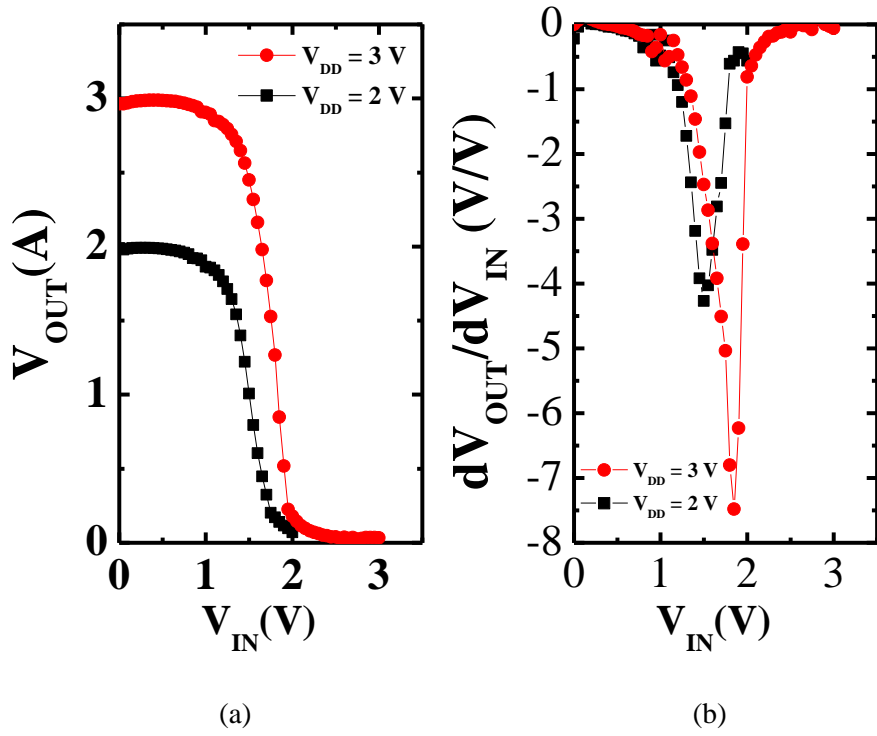 V_DD = 3 V
V_DD = 2 V
3
2
1
0
V_OUT(A)
0 1 2 3
V_IN(V)
(a)
0
-1
-2
-3
-4
-5
-6
-7
-8
dV_OUT/dV_IN (V/V)
V_DD = 3 V
V_DD = 2 V
0 1 2 3
V_IN(V)
(b)